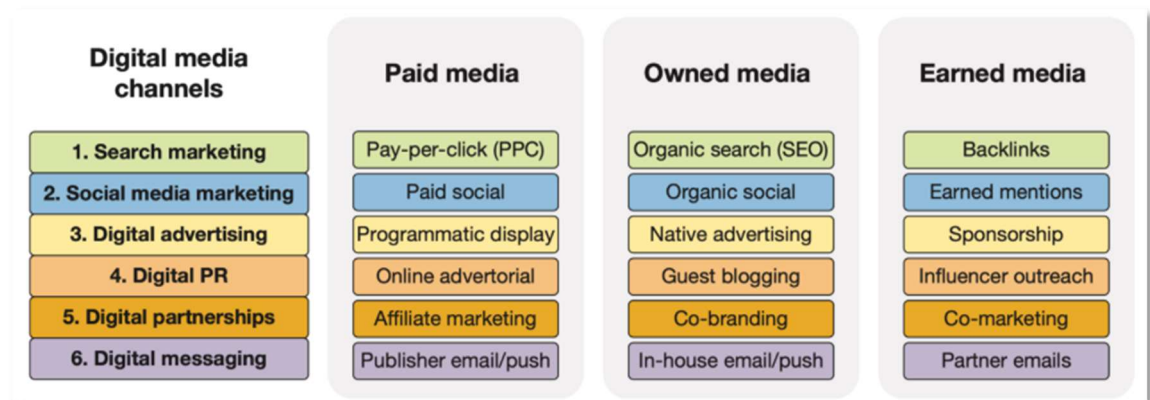 Digital media
channels
Paid media
Owned media
Earned media
1. Search marketing
Pay-per-click (PPC)
Organic search (SEO)
Backlinks
2. Social media marketing
Paid social
Organic social
Earned mentions
3. Digital advertising
Programmatic display
Native advertising
Sponsorship
4. Digital PR
Online advertorial
Guest blogging
Influencer outreach
5. Digital partnerships
Affiliate marketing
Co-branding
Co-marketing
6. Digital messaging
Publisher email/push
In-house email/push
Partner emails